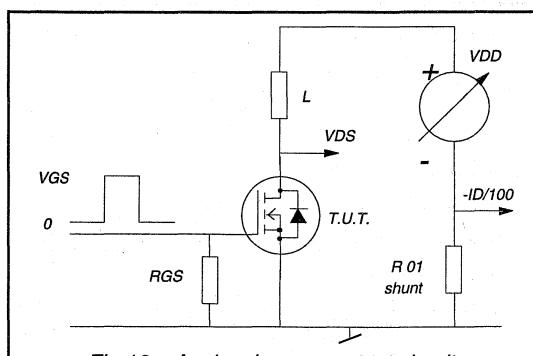 VDD
+
L
VDS
-
VGS
-ID/100
0
T.U.T.
RGS
R 01
shunt